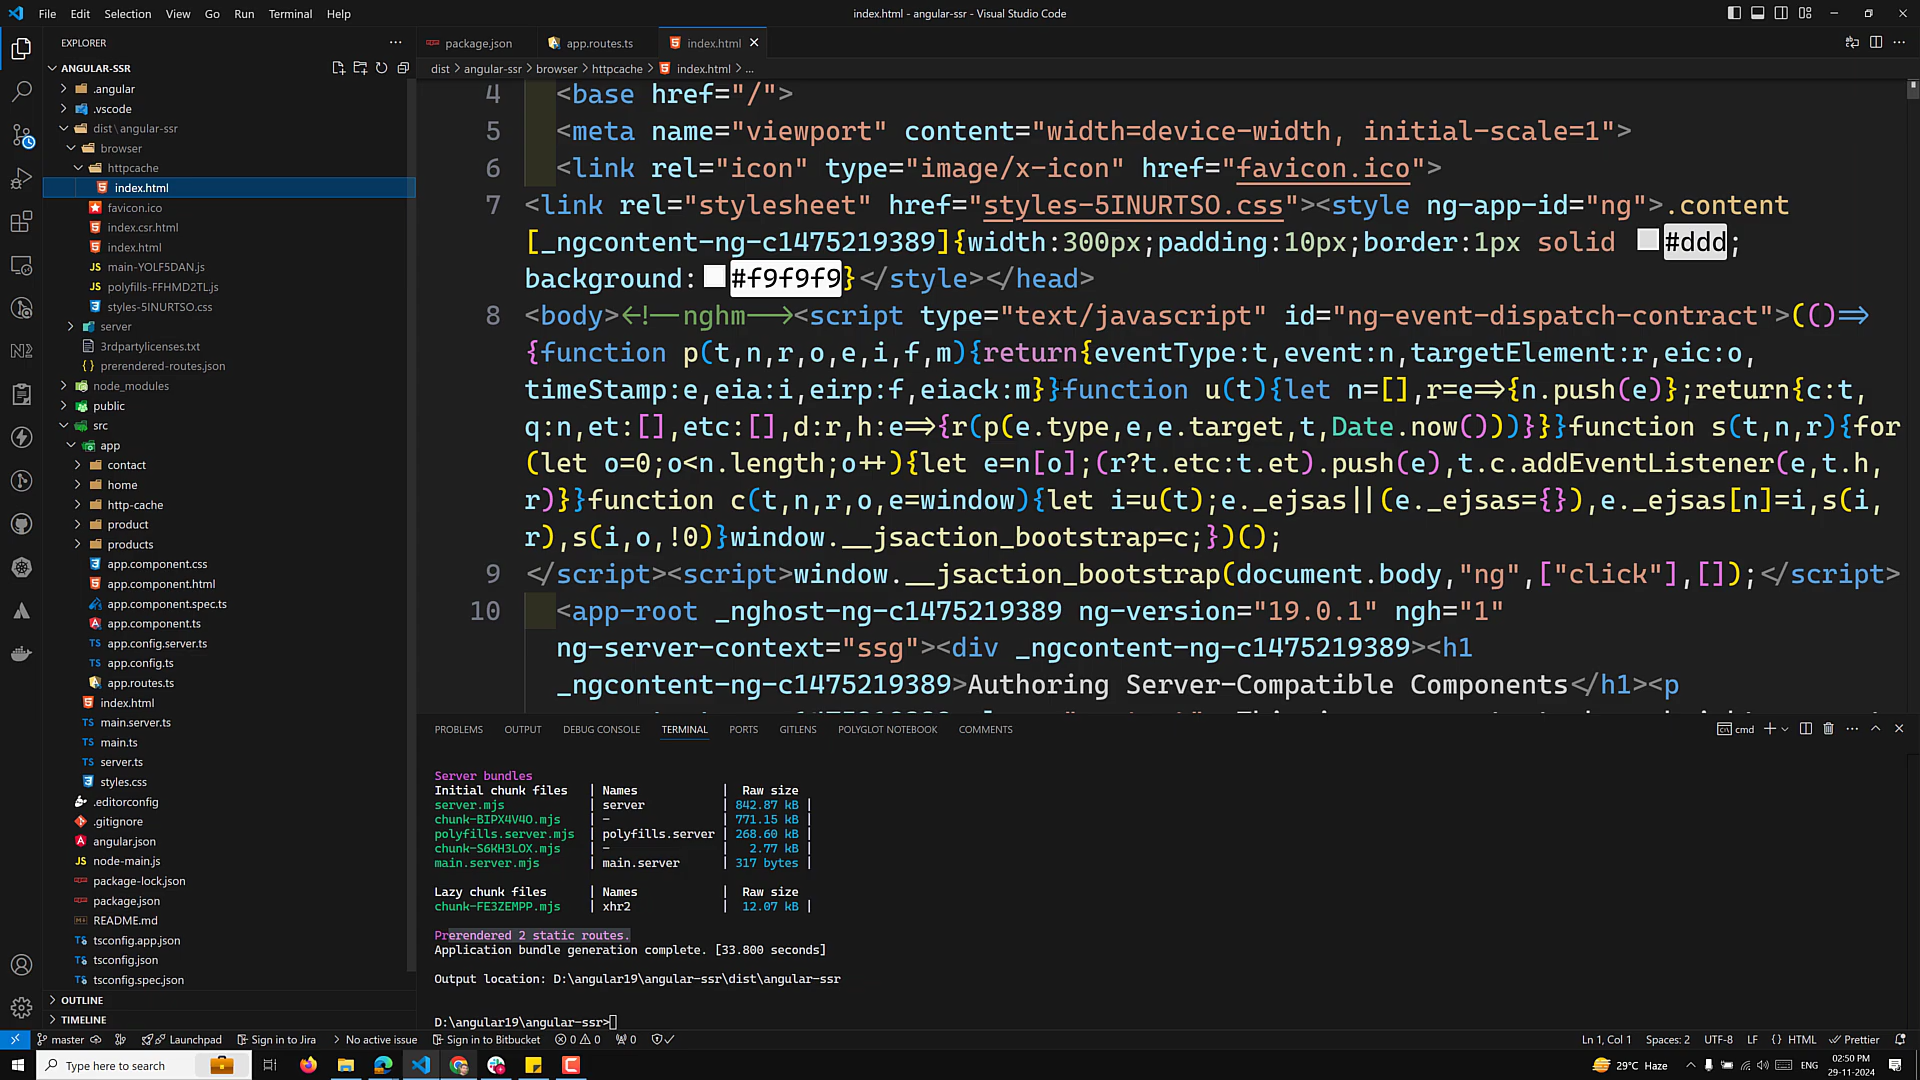 File Edit Selection View Go Run Terminal Help
index.html - angular-ssr - Visual Studio Code
EXPLORER
ANGULAR-SSR
.angular
.vscode
dist \ angular-ssr
browser
httpcache
index.html
favicon.ico
index.csr.html
index.html
main-YOLF5DAN.js
polyfills-FFHMD2TL.js
styles-5INURTSO.css
server
3rdpartylicenses.txt
prerendered-routes.json
node_modules
public
src
app
contact
home
http-cache
product
products
app.component.css
app.component.html
app.component.spec.ts
app.component.ts
app.config.server.ts
app.config.ts
app.routes.ts
index.html
main.server.ts
main.ts
server.ts
styles.css
.editorconfig
.gitignore
angular.json
node-main.js
package-lock.json
package.json
README.md
tsconfig.app.json
tsconfig.json
tsconfig.spec.json
OUTLINE
TIMELINE
package.json app.routes.ts index.html
dist > angular-ssr > browser > httpcache > index.html > ...
4 <base href="/">
5 <meta name="viewport" content="width=device-width, initial-scale=1">
6 <link rel="icon" type="image/x-icon" href="favicon.ico">
7 <link rel="stylesheet" href="styles-5INURTSO.css"><style ng-app-id="ng">.content
[_ngcontent-ng-c1475219389]{width:300px;padding:10px;border:1px solid #ddd;
background:#f9f9f9}</style></head>
8 <body><!--nghm--><script type="text/javascript" id="ng-event-dispatch-contract">(()=>
{function p(t,n,r,o,e,i,f,m){return{eventType:t,event:n,targetElement:r,eic:o,
timeStamp:e,eia:i,eirp:f,eiack:m}}function u(t){let n=[],r=e=>{n.push(e)};return{c:t,
q:n,et:[],etc:[],d:r,h:e=>{r(p(e.type,e,e.target,t,Date.now()))}}}function s(t,n,r){for
(let o=0;o<n.length;o++){let e=n[o];(r?t.etc:t.et).push(e),t.c.addEventListener(e,t.h,
r)}}function c(t,n,r,o,e=window){let i=u(t);e._ejsas||(e._ejsas={}),e._ejsas[n]=i,s(i,
r),s(i,o,!0)}window.__jsaction_bootstrap=c;})();
9 </script><script>window.__jsaction_bootstrap(document.body,"ng",["click"],[]);</script>
10 <app-root _nghost-ng-c1475219389 ng-version="19.0.1" ngh="1"
ng-server-context="ssg"><div _ngcontent-ng-c1475219389><h1
_ngcontent-ng-c1475219389>Authoring Server-Compatible Components</h1><p
PROBLEMS OUTPUT DEBUG CONSOLE TERMINAL PORTS GITLENS POLYGLOT NOTEBOOK COMMENTS
cmd
Server bundles
Initial chunk files | Names | Raw size
server.mjs | server | 842.87 kB |
chunk-BIPX4V4O.mjs | - | 771.15 kB |
polyfills.server.mjs | polyfills.server | 268.60 kB |
chunk-S6KH3LOX.mjs | - | 2.77 kB |
main.server.mjs | main.server | 317 bytes |
Lazy chunk files | Names | Raw size
chunk-FE3ZEMPP.mjs | xhr2 | 12.07 kB |
Prerendered 2 static routes.
Application bundle generation complete. [33.800 seconds]
Output location: D:\angular19\angular-ssr\dist\angular-ssr
D:\angular19\angular-ssr>
master Launchpad Sign in to Jira No active issue Sign in to Bitbucket 0 0 0
Ln 1, Col 1 Spaces: 2 UTF-8 LF {} HTML Prettier
Type here to search
29°C Haze ENG
02:50 PM
29-11-2024